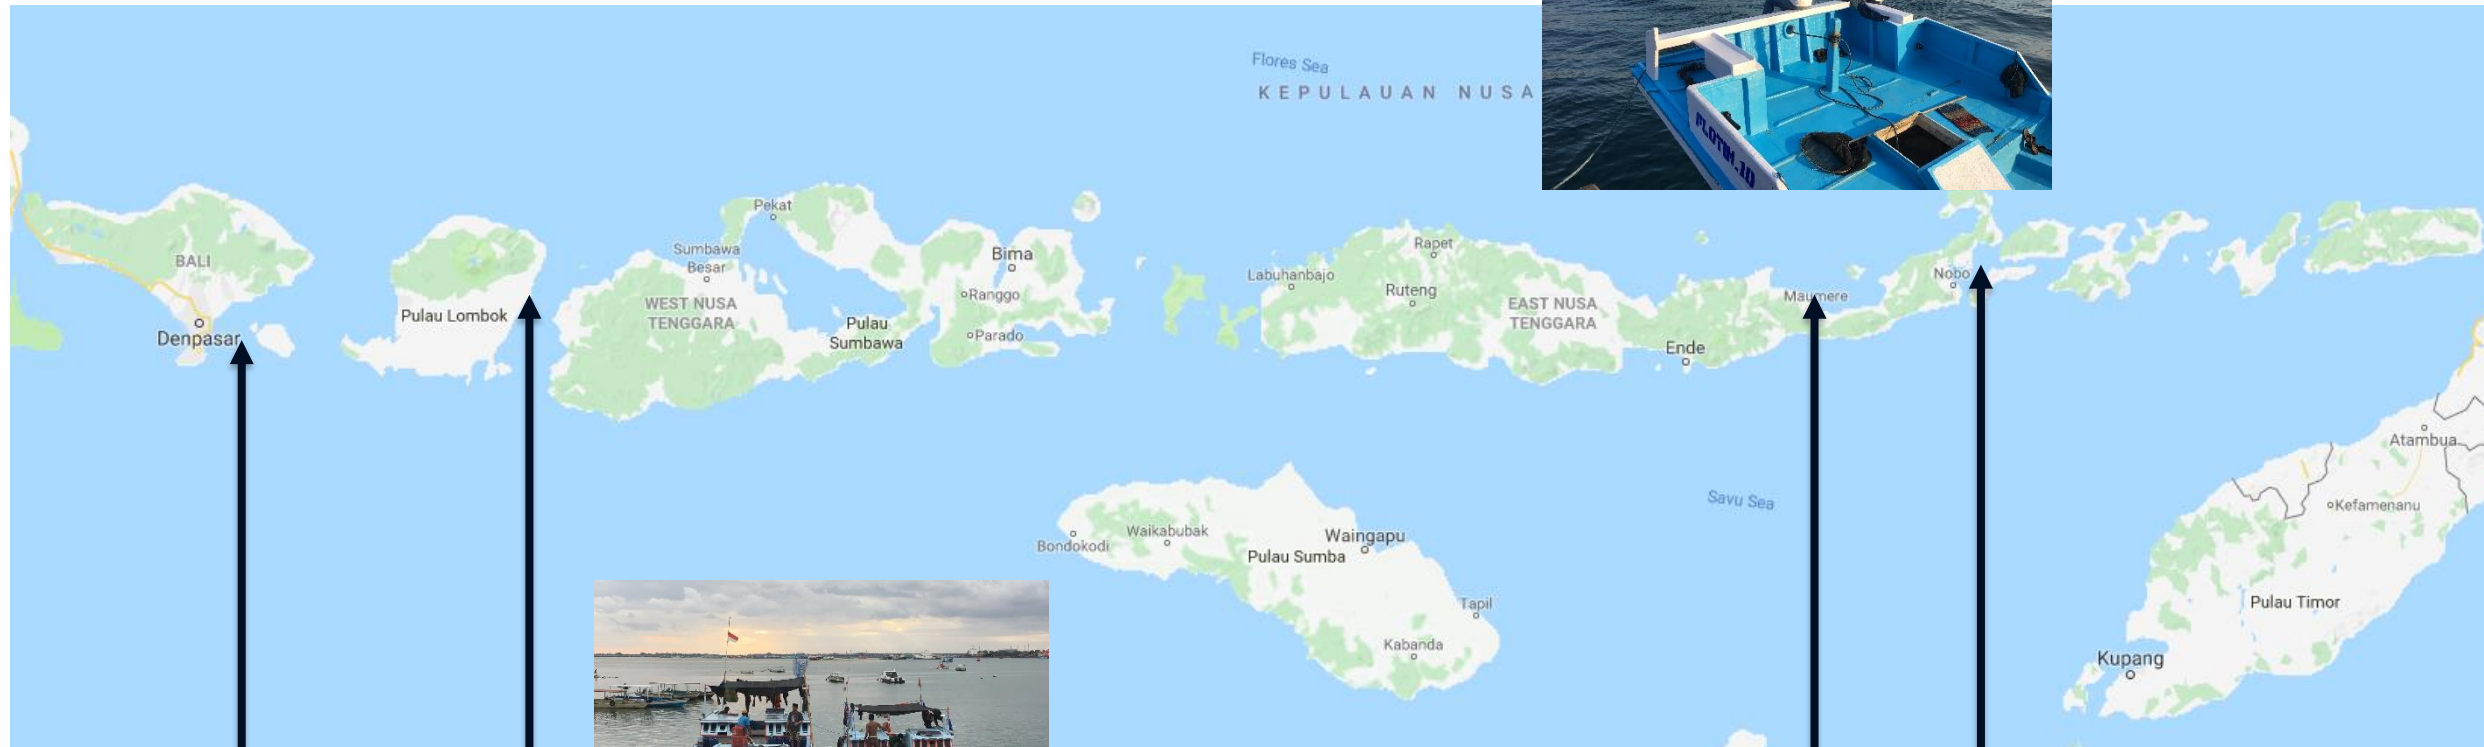 Flores Sea
KEPULAUAN NUSA
FLOTIM.10
Pekat
BALI
Sumbawa
Besar
Bima
Rapet
Labuhanbajo
Nobo
WEST NUSA
TENGGARA
Ranggo
Ruteng
EAST NUSA
TENGGARA
Maumere
Pulau Lombok
Pulau
Sumbawa
Parado
Denpasar
Ende
Atambua
Savu Sea
Kefamenanu
Waikabubak
Waingapu
Bondokodi
Pulau Sumba
Tapil
Pulau Timor
Kabanda
Kupang